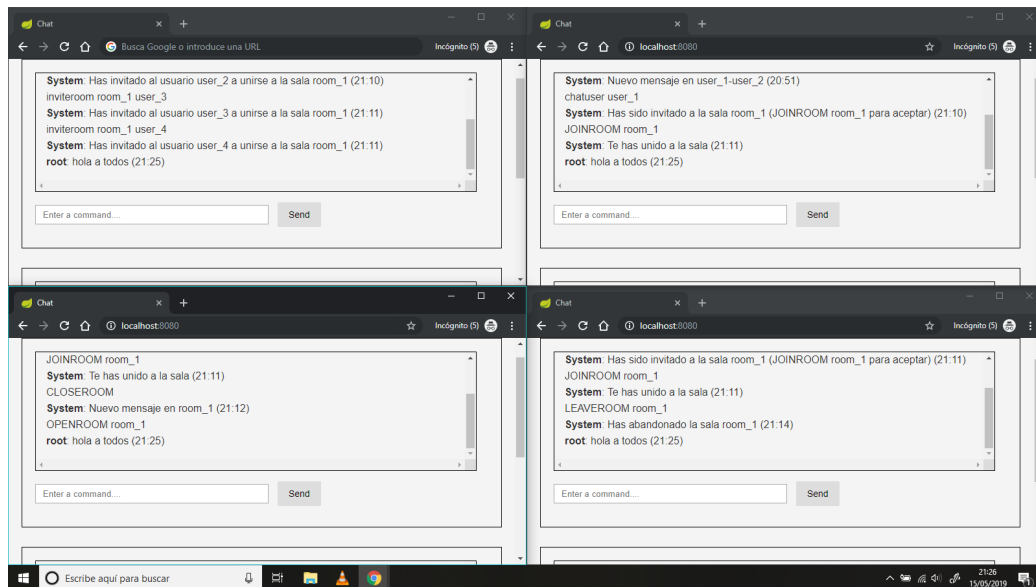 Chat
Busca Google o introduce una URL
Incógnito (5)
System: Has invitado al usuario user_2 a unirse a la sala room_1 (21:10)
inviteroom room_1 user_3
System: Has invitado al usuario user_3 a unirse a la sala room_1 (21:11)
inviteroom room_1 user_4
System: Has invitado al usuario user_4 a unirse a la sala room_1 (21:11)
root: hola a todos (21:25)
Enter a command....
Send
Chat
localhost:8080
Incógnito (5)
System: Nuevo mensaje en user_1-user_2 (20:51)
chatuser user_1
System: Has sido invitado a la sala room_1 (JOINROOM room_1 para aceptar) (21:10)
JOINROOM room_1
System: Te has unido a la sala (21:11)
root: hola a todos (21:25)
Enter a command....
Send
Chat
localhost:8080
Incógnito (5)
JOINROOM room_1
System: Te has unido a la sala (21:11)
CLOSEROOM
System: Nuevo mensaje en room_1 (21:12)
OPENROOM room_1
root: hola a todos (21:25)
Enter a command....
Send
Chat
localhost:8080
Incógnito (5)
System: Has sido invitado a la sala room_1 (JOINROOM room_1 para aceptar) (21:11)
JOINROOM room_1
System: Te has unido a la sala (21:11)
LEAVEROOM room_1
System: Has abandonado la sala room_1 (21:14)
root: hola a todos (21:25)
Enter a command....
Send
Escribe aquí para buscar
21:26
15/05/2019